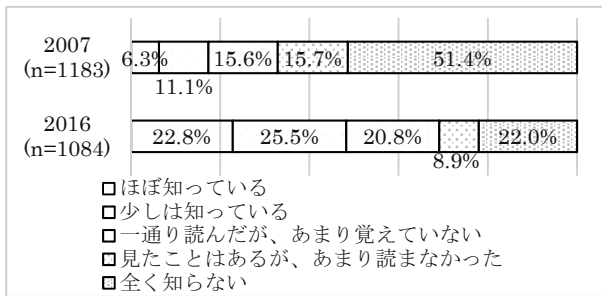 2007
(n=1183)
6.3%
11.1%
15.6%
15.7%
51.4%
2016
(n=1084)
22.8%
25.5%
20.8%
8.9%
22.0%
ほぼ知っている
少しは知っている
一通り読んだが、あまり覚えていない
見たことはあるが、あまり読まなかった
全く知らない